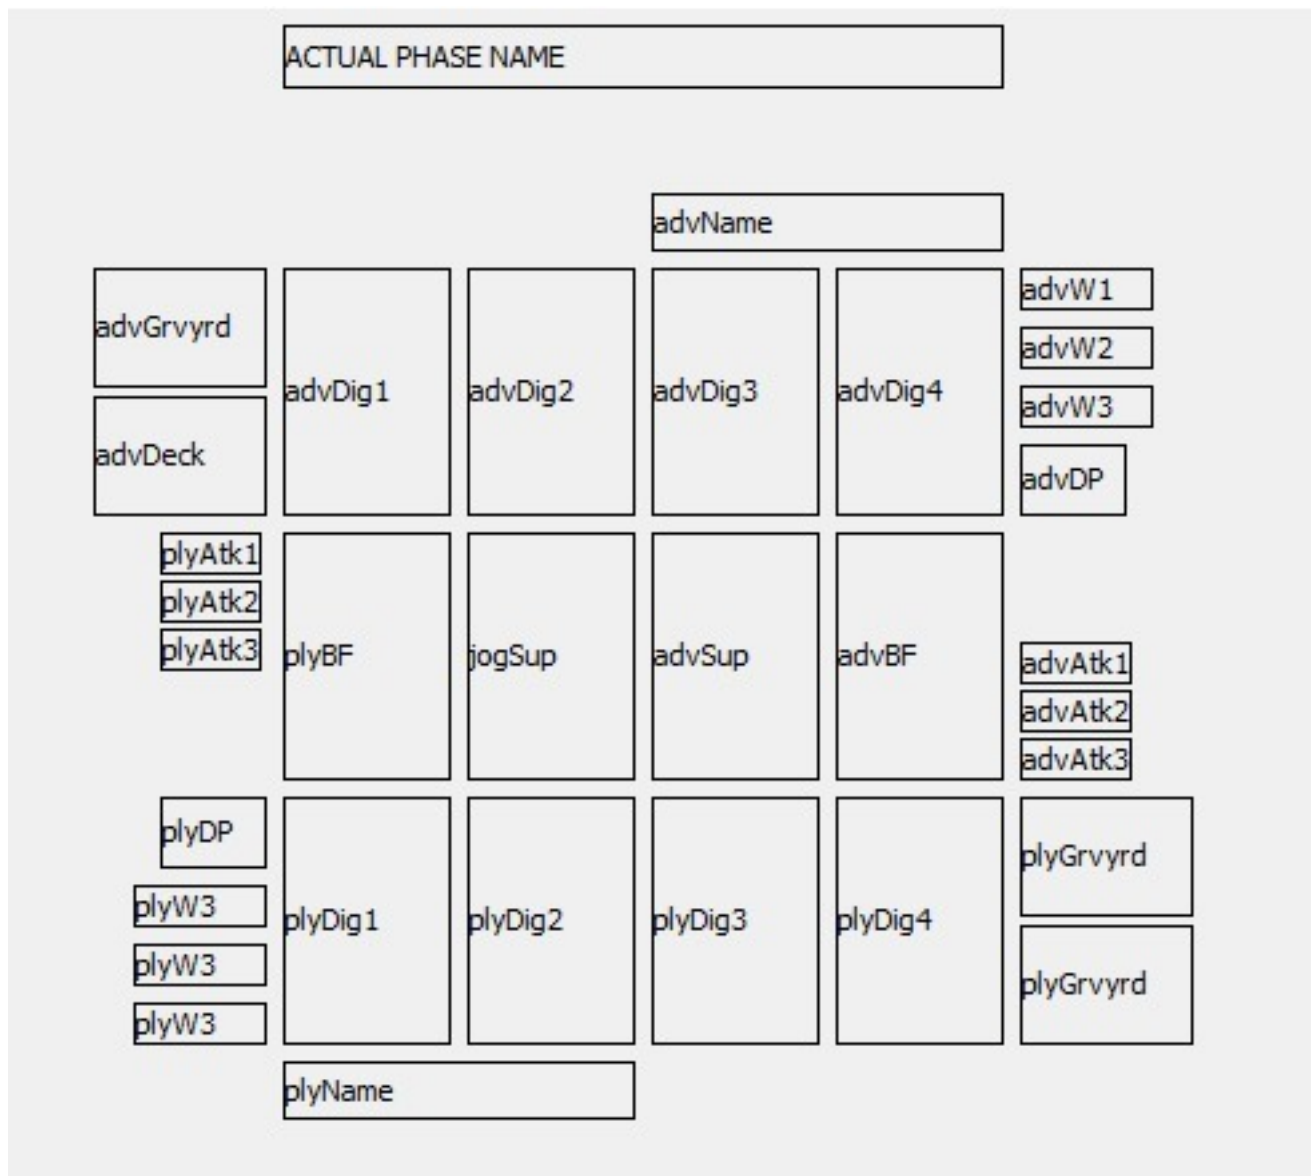 ACTUAL PHASE NAME
advName
advGrvyrd
advDeck
advDig1
advDig2
advDig3
advDig4
advW1
advW2
advW3
advDP
plyAtk1
plyAtk2
plyAtk3
plyBF
jogSup
advSup
advBF
advAtk1
advAtk2
advAtk3
plyDP
plyW3
plyW3
plyW3
plyDig1
plyDig2
plyDig3
plyDig4
plyGrvyrd
plyGrvyrd
plyName